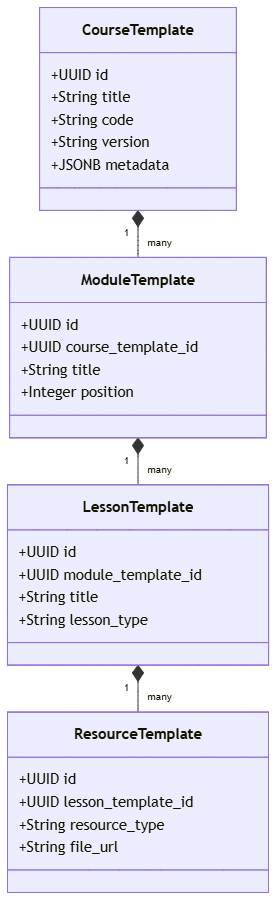 CourseTemplate
+UUID id
+String title
+String code
+String version
+JSONB metadata
1
many
ModuleTemplate
+UUID id
+UUID course_template_id
+String title
+Integer position
1
many
LessonTemplate
+UUID id
+UUID module_template_id
+String title
+String lesson_type
1
many
ResourceTemplate
+UUID id
+UUID lesson_template_id
+String resource_type
+String file_url